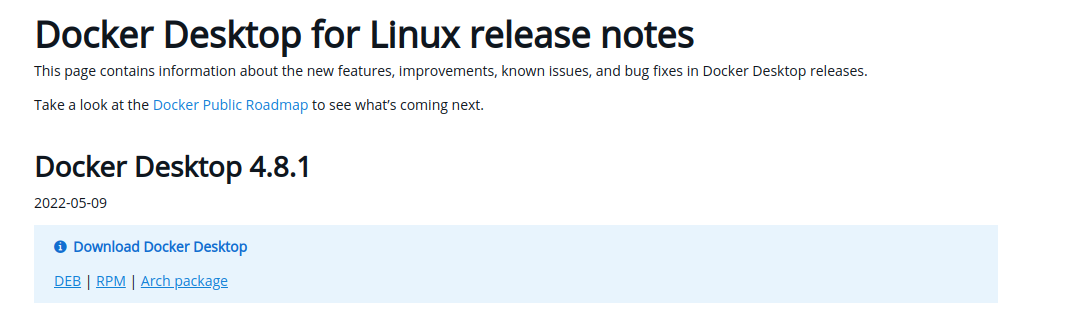 Docker Desktop for Linux release notes
This page contains information about the new features, improvements, known issues, and bug fixes in Docker Desktop releases.
Take a look at the Docker Public Roadmap to see what's coming next.
Docker Desktop 4.8.1
2022-05-09
Download Docker Desktop
DEB | RPM | Arch package